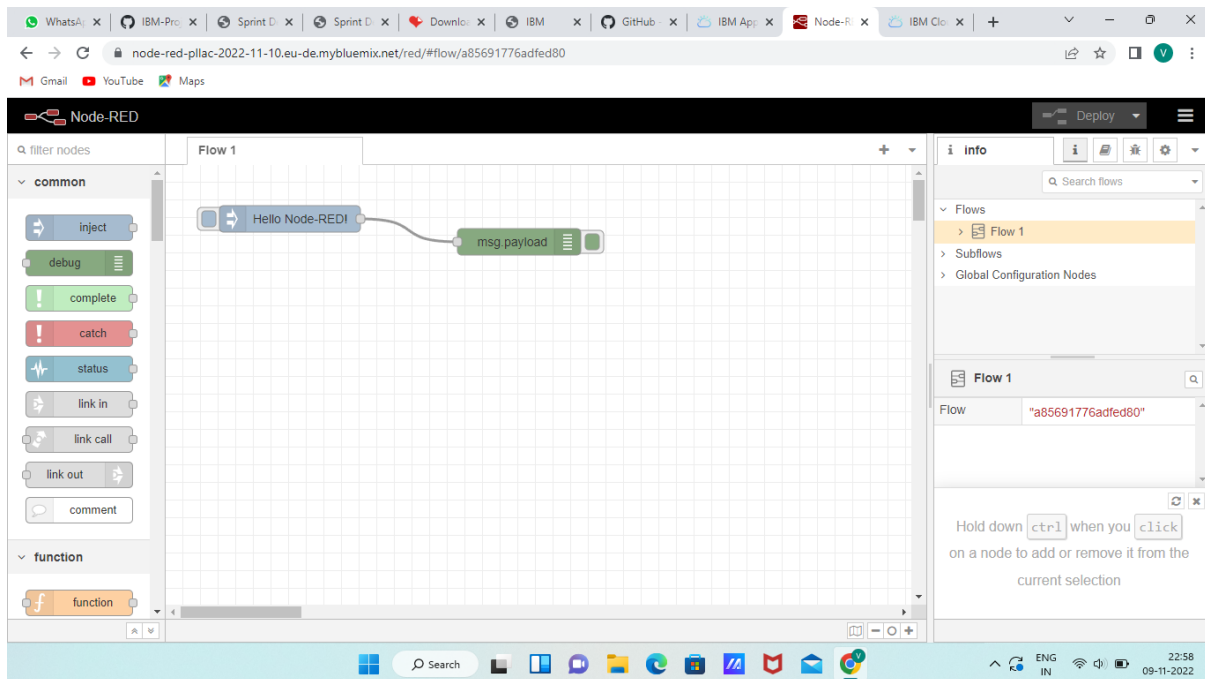 WhatsAp
IBM-Pro
Sprint D
Sprint D
Downlo
IBM
GitHub -
IBM App
Node-R
IBM Clo
node-red-pllac-2022-11-10.eu-de.mybluemix.net/red/#flow/a85691776adfed80
V
Gmail
YouTube
Maps
Node-RED
Deploy
filter nodes
Flow 1
i info
i
common
Search flows
inject
Hello Node-RED!
msg.payload
Flows
Flow 1
debug
Subflows
Global Configuration Nodes
complete
catch
status
link in
Flow 1
link call
Flow
"a85691776adfed80"
link out
comment
Hold down ctrl when you click
on a node to add or remove it from the
current selection
function
function
Search
ENG
IN
22:58
09-11-2022